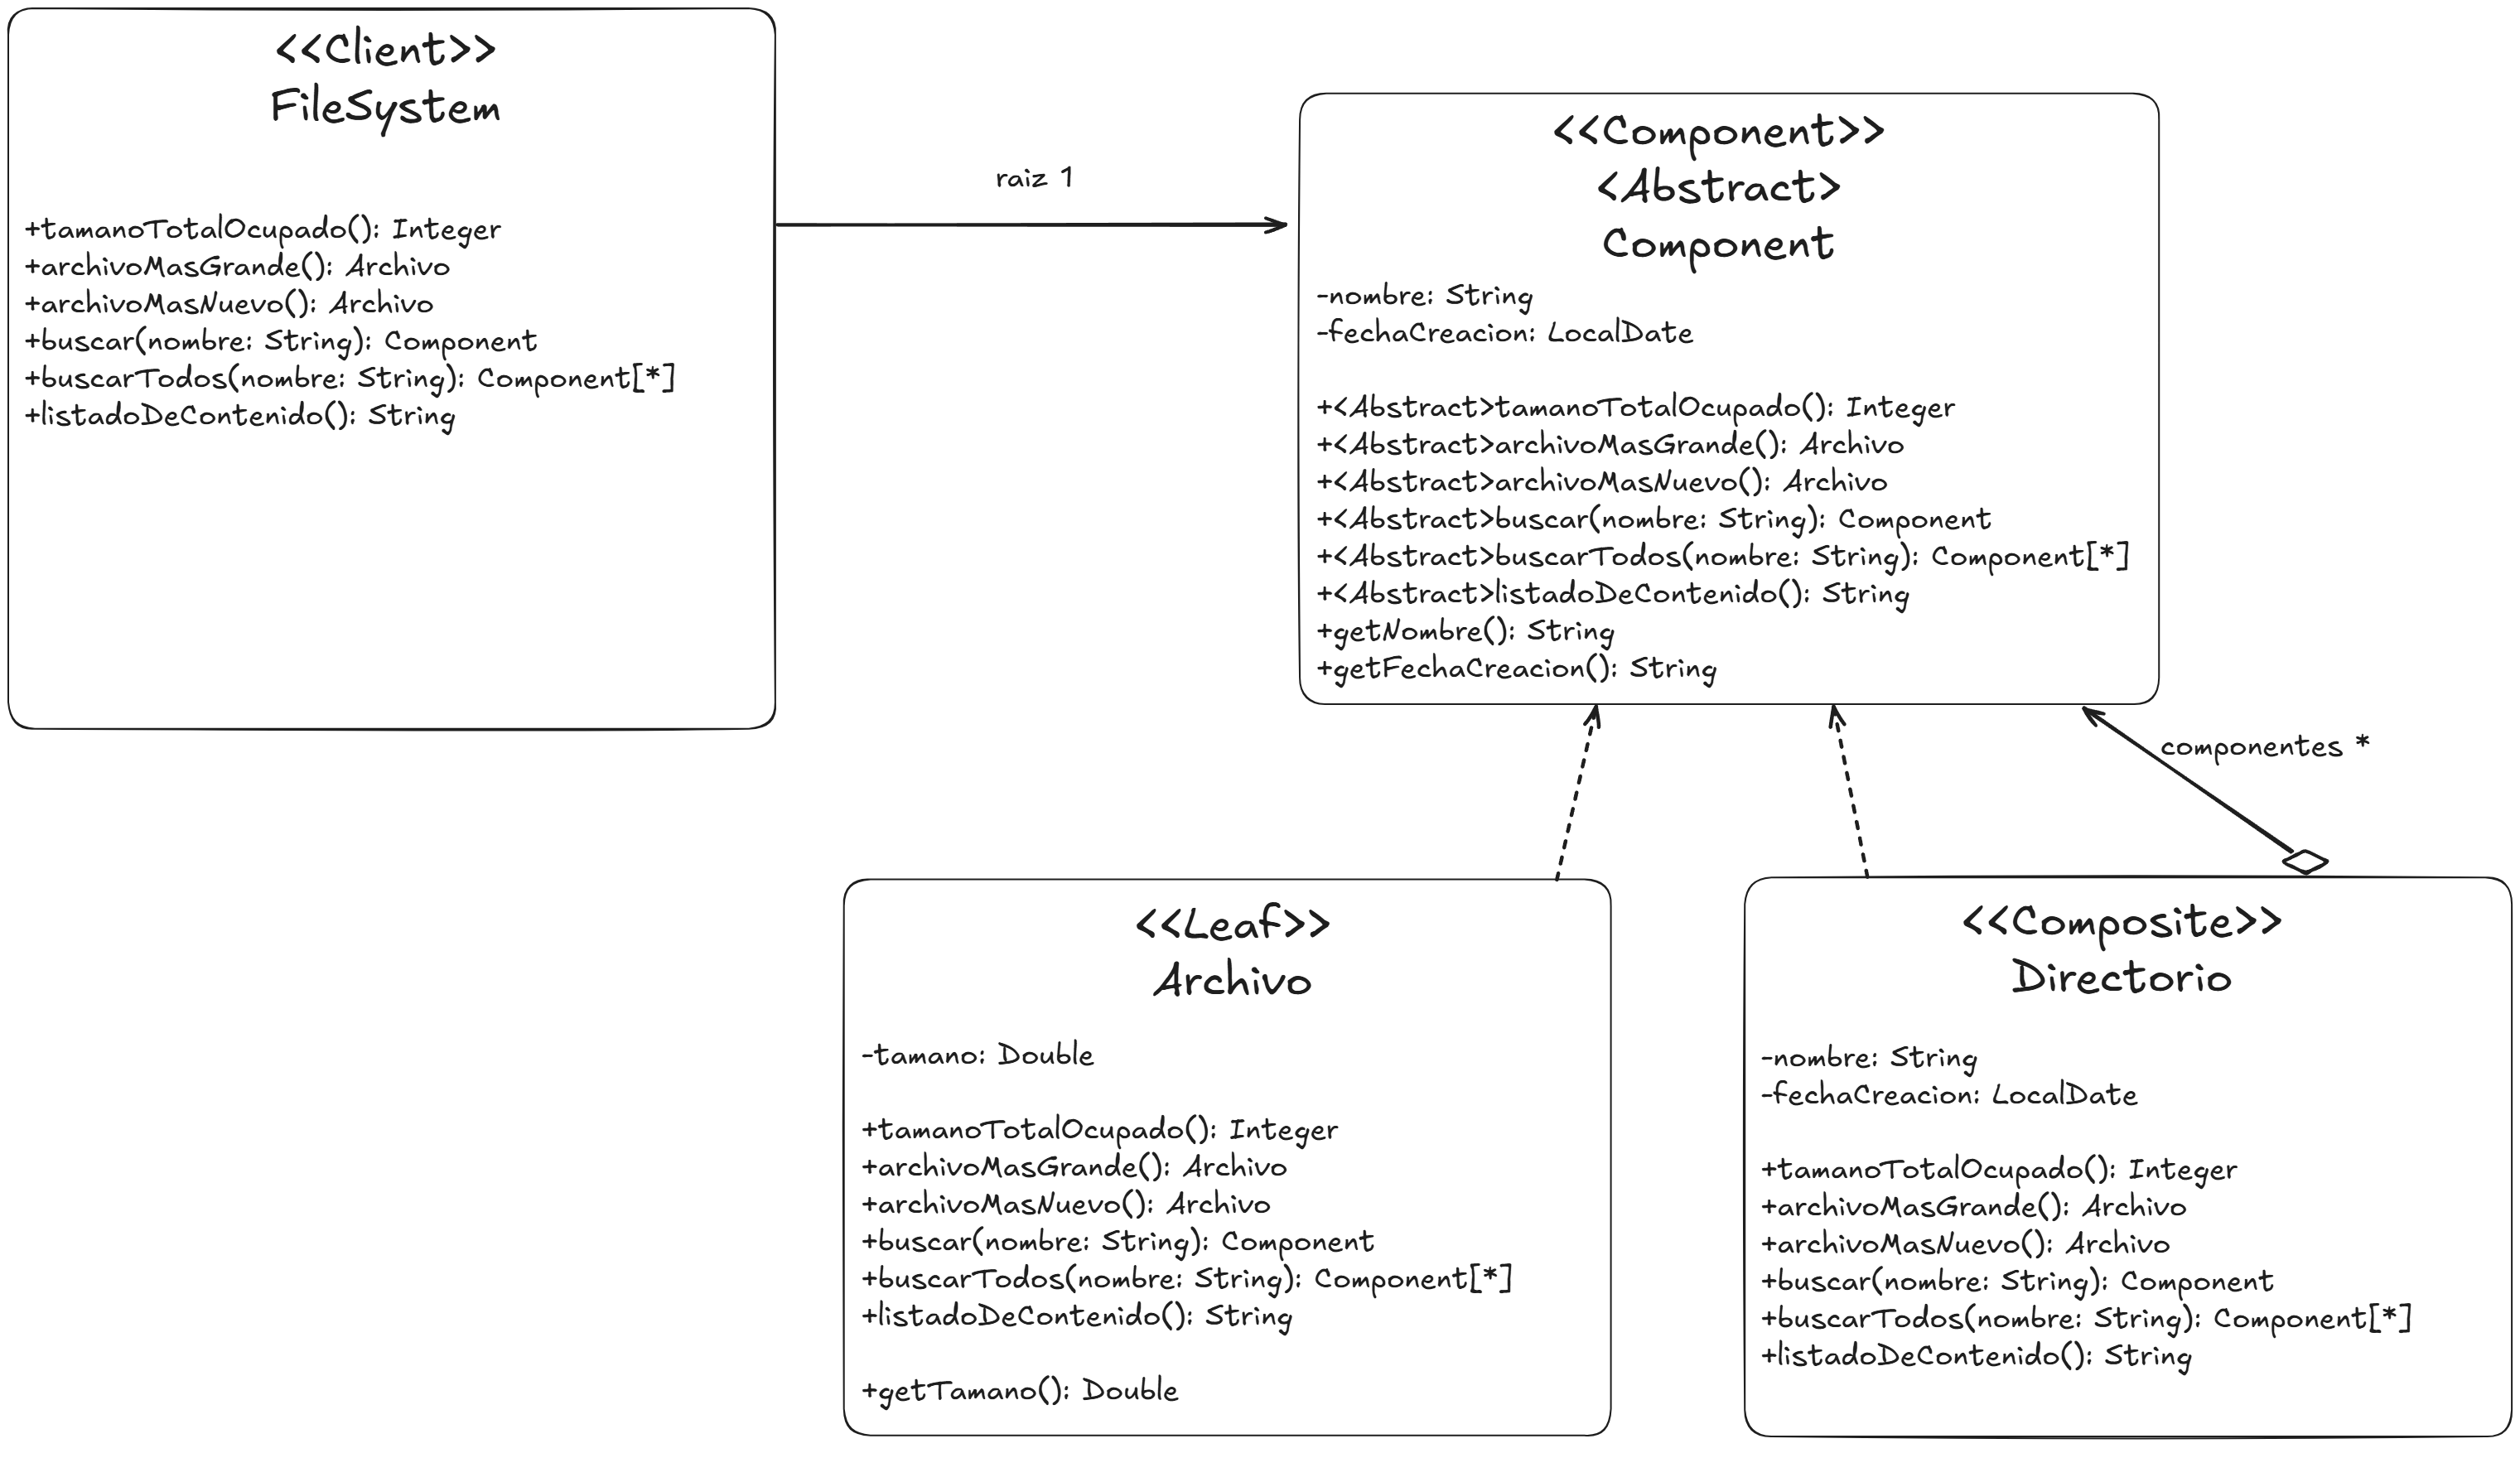 <<Client>>
FileSystem
+tamanoTotalOcupado(): Integer
+archivoMasGrande(): Archivo
+archivoMasNuevo(): Archivo
+buscar(nombre: String): Component
+buscarTodos(nombre: String): Component[*]
+listadoDeContenido(): String
raiz 1
<<Component>>
<Abstract>
Component
-nombre: String
-fechaCreacion: LocalDate
+<Abstract>tamanoTotalOcupado(): Integer
+<Abstract>archivoMasGrande(): Archivo
+<Abstract>archivoMasNuevo(): Archivo
+<Abstract>buscar(nombre: String): Component
+<Abstract>buscarTodos(nombre: String): Component[*]
+<Abstract>listadoDeContenido(): String
+getNombre(): String
+getFechaCreacion(): String
componentes *
<<Leaf>>
Archivo
-tamano: Double
+tamanoTotalOcupado(): Integer
+archivoMasGrande(): Archivo
+archivoMasNuevo(): Archivo
+buscar(nombre: String): Component
+buscarTodos(nombre: String): Component[*]
+listadoDeContenido(): String
+getTamano(): Double
<<Composite>>
Directorio
-nombre: String
-fechaCreacion: LocalDate
+tamanoTotalOcupado(): Integer
+archivoMasGrande(): Archivo
+archivoMasNuevo(): Archivo
+buscar(nombre: String): Component
+buscarTodos(nombre: String): Component[*]
+listadoDeContenido(): String